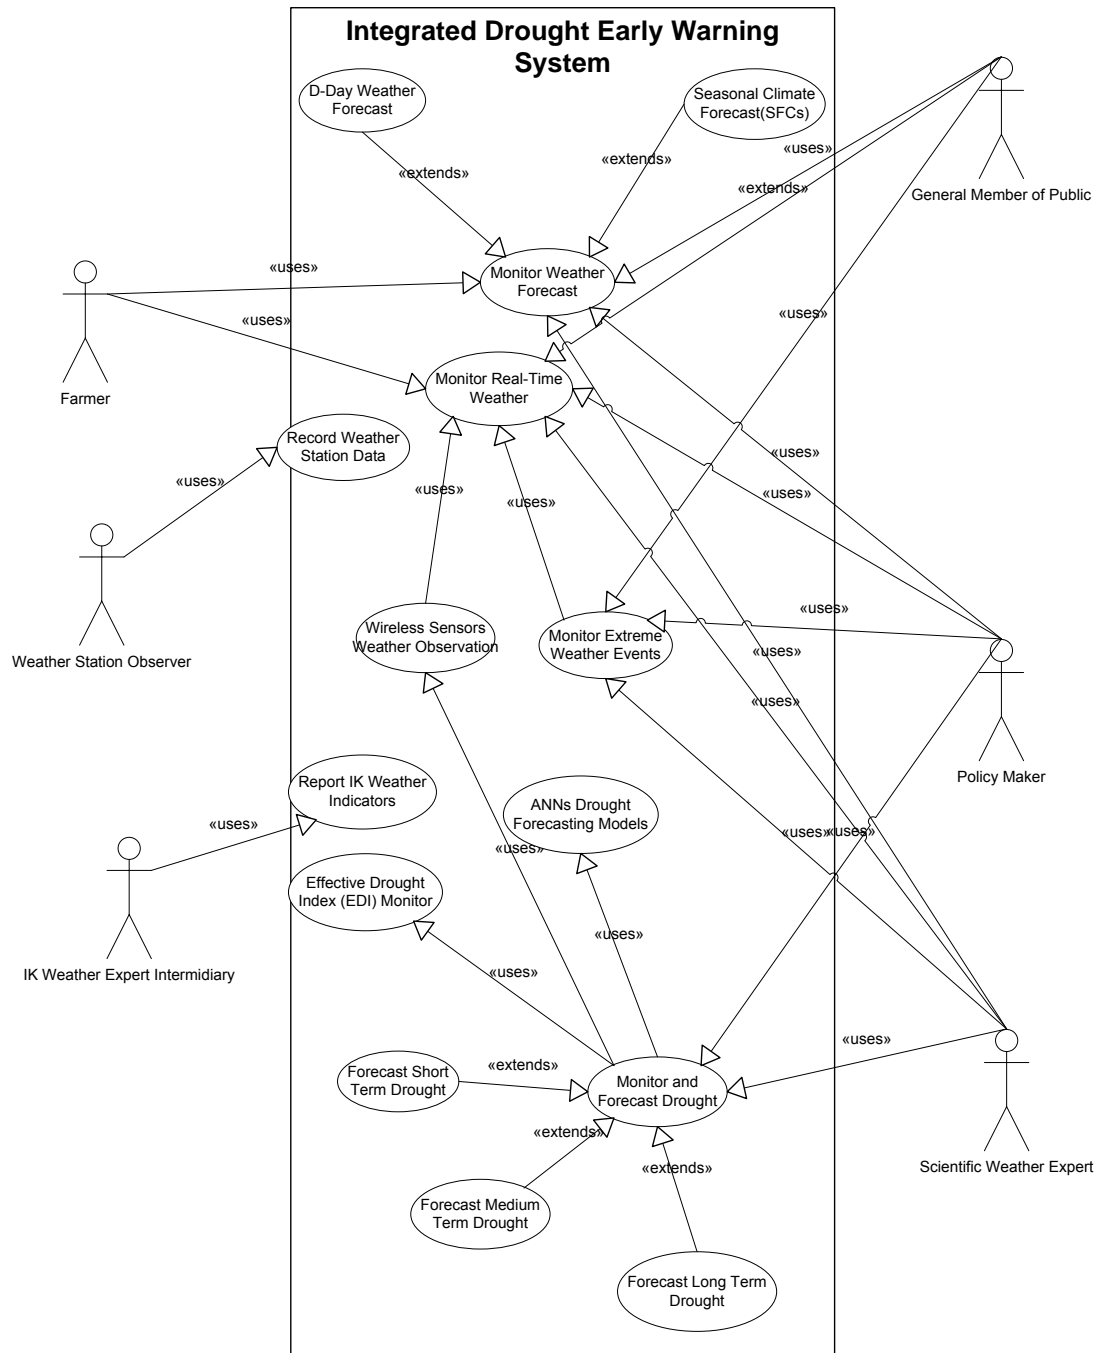 Integrated Drought Early Warning
System
D-Day Weather
Forecast
Seasonal Climate
Forecast(SFCs)
«uses»
«extends»
«extends»
«extends»
General Member of Public
Monitor Weather
Forecast
«uses»
«uses»
«uses»
Farmer
Monitor Real-Time
Weather
Record Weather
Station Data
«uses»
«uses»
«uses»
«uses»
«uses»
Weather Station Observer
Wireless Sensors
Weather Observation
Monitor Extreme
Weather Events
«uses»
«uses»
«uses»
Policy Maker
Report IK Weather
Indicators
ANNs Drought
Forecasting Models
«uses»
«uses»
«uses»
«uses»
Effective Drought
Index (EDI) Monitor
IK Weather Expert Intermidiary
«uses»
«uses»
«uses»
«extends»
Forecast Short
Term Drought
Monitor and
Forecast Drought
«extends»
«extends»
Scientific Weather Expert
Forecast Medium
Term Drought
Forecast Long Term
Drought